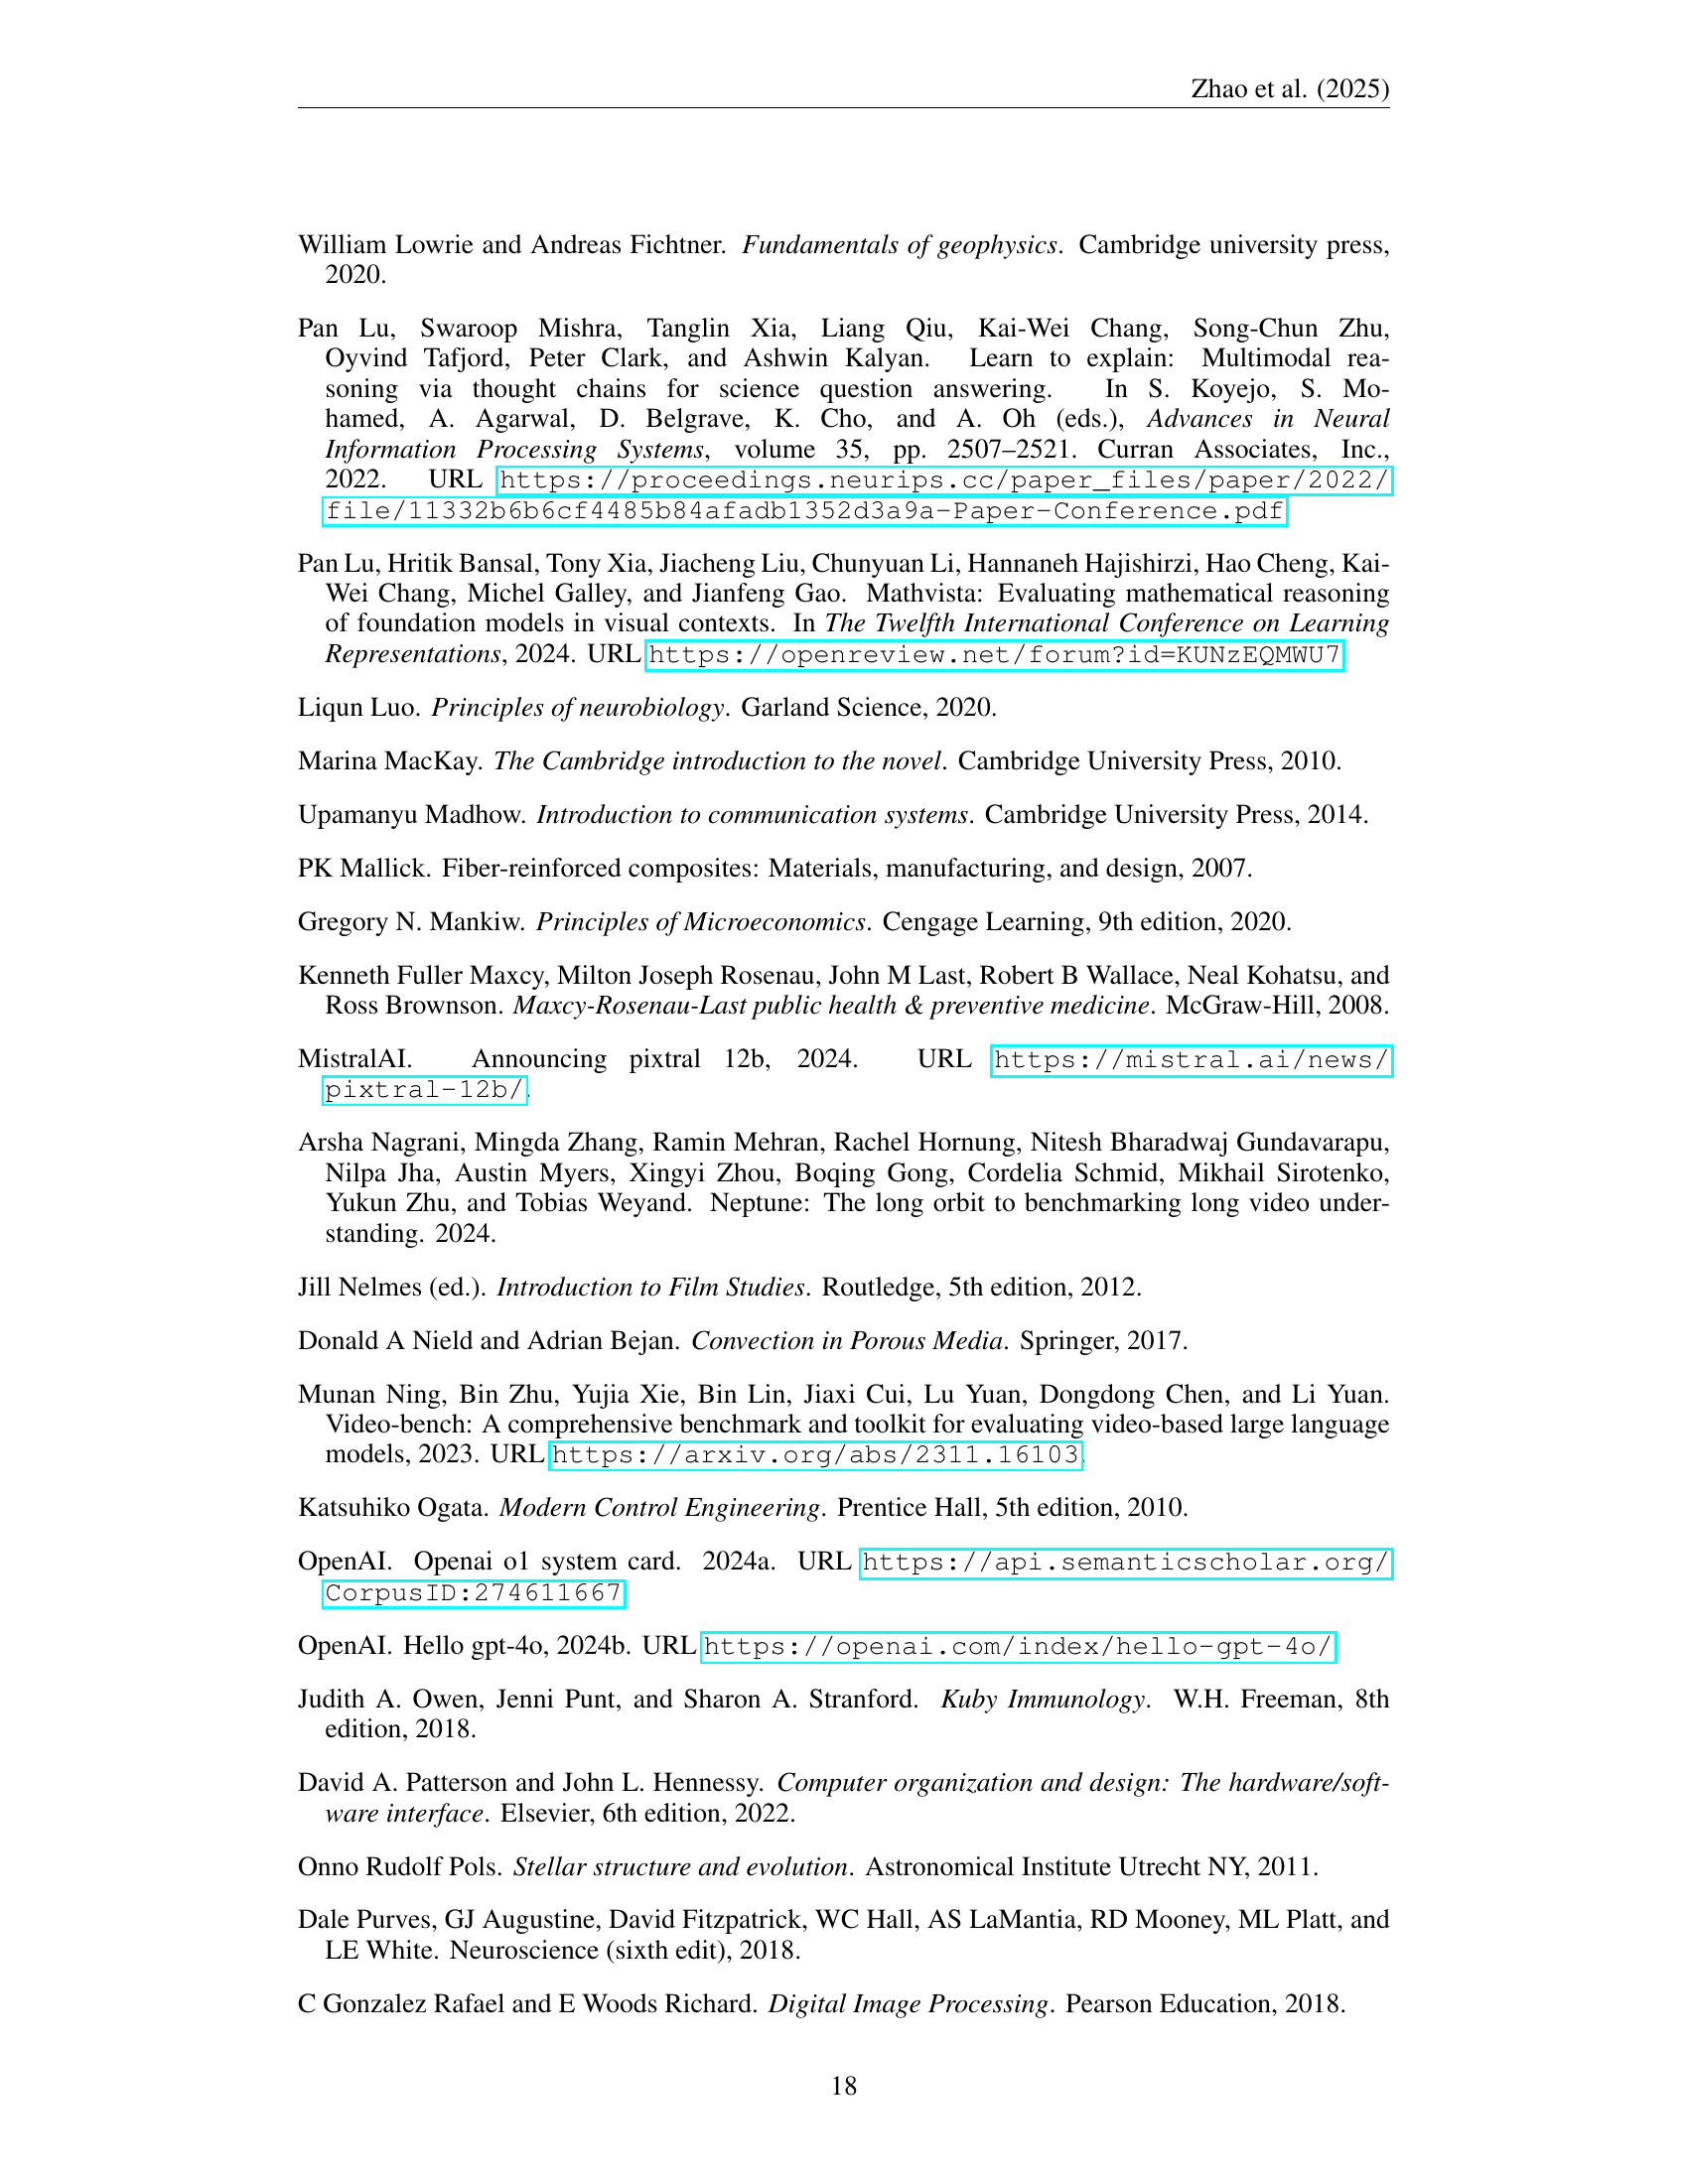 Zhao et al. (2025)
William Lowrie and Andreas Fichtner. Fundamentals of geophysics. Cambridge university press,
2020.
Pan Lu, Swaroop Mishra, Tanglin Xia, Liang Qiu, Kai-Wei Chang, Song-Chun Zhu,
Oyvind Tafjord, Peter Clark, and Ashwin Kalyan. Learn to explain: Multimodal rea-
soning via thought chains for science question answering. In S. Koyejo, S. Mo-
hamed, A. Agarwal, D. Belgrave, K. Cho, and A. Oh (eds.), Advances in Neural
Information Processing Systems, volume 35, pp. 2507–2521. Curran Associates, Inc.,
2022. URL https://proceedings.neurips.cc/paper_files/paper/2022/
file/11332b6b6cf4485b84afadb1352d3a9a-Paper-Conference.pdf
Pan Lu, Hritik Bansal, Tony Xia, Jiacheng Liu, Chunyuan Li, Hannaneh Hajishirzi, Hao Cheng, Kai-
Wei Chang, Michel Galley, and Jianfeng Gao. Mathvista: Evaluating mathematical reasoning
of foundation models in visual contexts. In The Twelfth International Conference on Learning
Representations, 2024. URL https://openreview.net/forum?id=KUNzEQMWU7.
Liqun Luo. Principles of neurobiology. Garland Science, 2020.
Marina MacKay. The Cambridge introduction to the novel. Cambridge University Press, 2010.
Upamanyu Madhow. Introduction to communication systems. Cambridge University Press, 2014.
PK Mallick. Fiber-reinforced composites: Materials, manufacturing, and design, 2007.
Gregory N. Mankiw. Principles of Microeconomics. Cengage Learning, 9th edition, 2020.
Kenneth Fuller Maxcy, Milton Joseph Rosenau, John M Last, Robert B Wallace, Neal Kohatsu, and
Ross Brownson. Maxcy-Rosenau-Last public health & preventive medicine. McGraw-Hill, 2008.
MistralAI. Announcing pixtral 12b, 2024. URL https://mistral.ai/news/
pixtral-12b/.
Arsha Nagrani, Mingda Zhang, Ramin Mehran, Rachel Hornung, Nitesh Bharadwaj Gundavarapu,
Nilpa Jha, Austin Myers, Xingyi Zhou, Boqing Gong, Cordelia Schmid, Mikhail Sirotenko,
Yukun Zhu, and Tobias Weyand. Neptune: The long orbit to benchmarking long video under-
standing. 2024.
Jill Nelmes (ed.). Introduction to Film Studies. Routledge, 5th edition, 2012.
Donald A Nield and Adrian Bejan. Convection in Porous Media. Springer, 2017.
Munan Ning, Bin Zhu, Yujia Xie, Bin Lin, Jiaxi Cui, Lu Yuan, Dongdong Chen, and Li Yuan.
Video-bench: A comprehensive benchmark and toolkit for evaluating video-based large language
models, 2023. URL https://arxiv.org/abs/2311.16103.
Katsuhiko Ogata. Modern Control Engineering. Prentice Hall, 5th edition, 2010.
OpenAI. Openai o1 system card. 2024a. URL https://api.semanticscholar.org/
CorpusID:274611667.
OpenAI. Hello gpt-4o, 2024b. URL https://openai.com/index/hello-gpt-4o/.
Judith A. Owen, Jenni Punt, and Sharon A. Stranford. Kuby Immunology. W.H. Freeman, 8th
edition, 2018.
David A. Patterson and John L. Hennessy. Computer organization and design: The hardware/soft-
ware interface. Elsevier, 6th edition, 2022.
Onno Rudolf Pols. Stellar structure and evolution. Astronomical Institute Utrecht NY, 2011.
Dale Purves, GJ Augustine, David Fitzpatrick, WC Hall, AS LaMantia, RD Mooney, ML Platt, and
LE White. Neuroscience (sixth edit), 2018.
C Gonzalez Rafael and E Woods Richard. Digital Image Processing. Pearson Education, 2018.
18